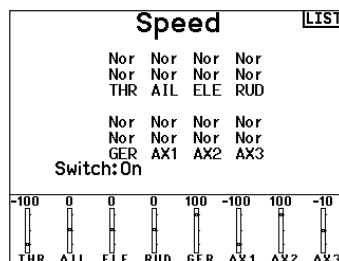 Speed
LIST
Nor Nor Nor Nor
Nor Nor Nor Nor
THR AIL ELE RUD
Nor Nor Nor Nor
Nor Nor Nor Nor
GER AX1 AX2 AX3
Switch:On
-100 0 0 0 100 -100 100 -10
THR AIL ELE RUD GER AX1 AX2 AX3